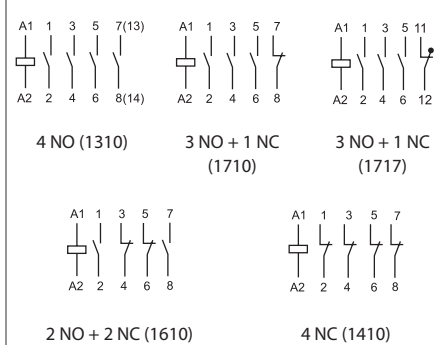 A1 1 3 5 7(13)
A2 2 4 6 8(14)
4 NO (1310)
A1 1 3 5 7
A2 2 4 6 8
3 NO + 1 NC
(1710)
A1 1 3 5 11
A2 2 4 6 12
3 NO + 1 NC
(1717)
A1 1 3 5 7
A2 2 4 6 8
2 NO + 2 NC (1610)
A1 1 3 5 7
A2 2 4 6 8
4 NC (1410)